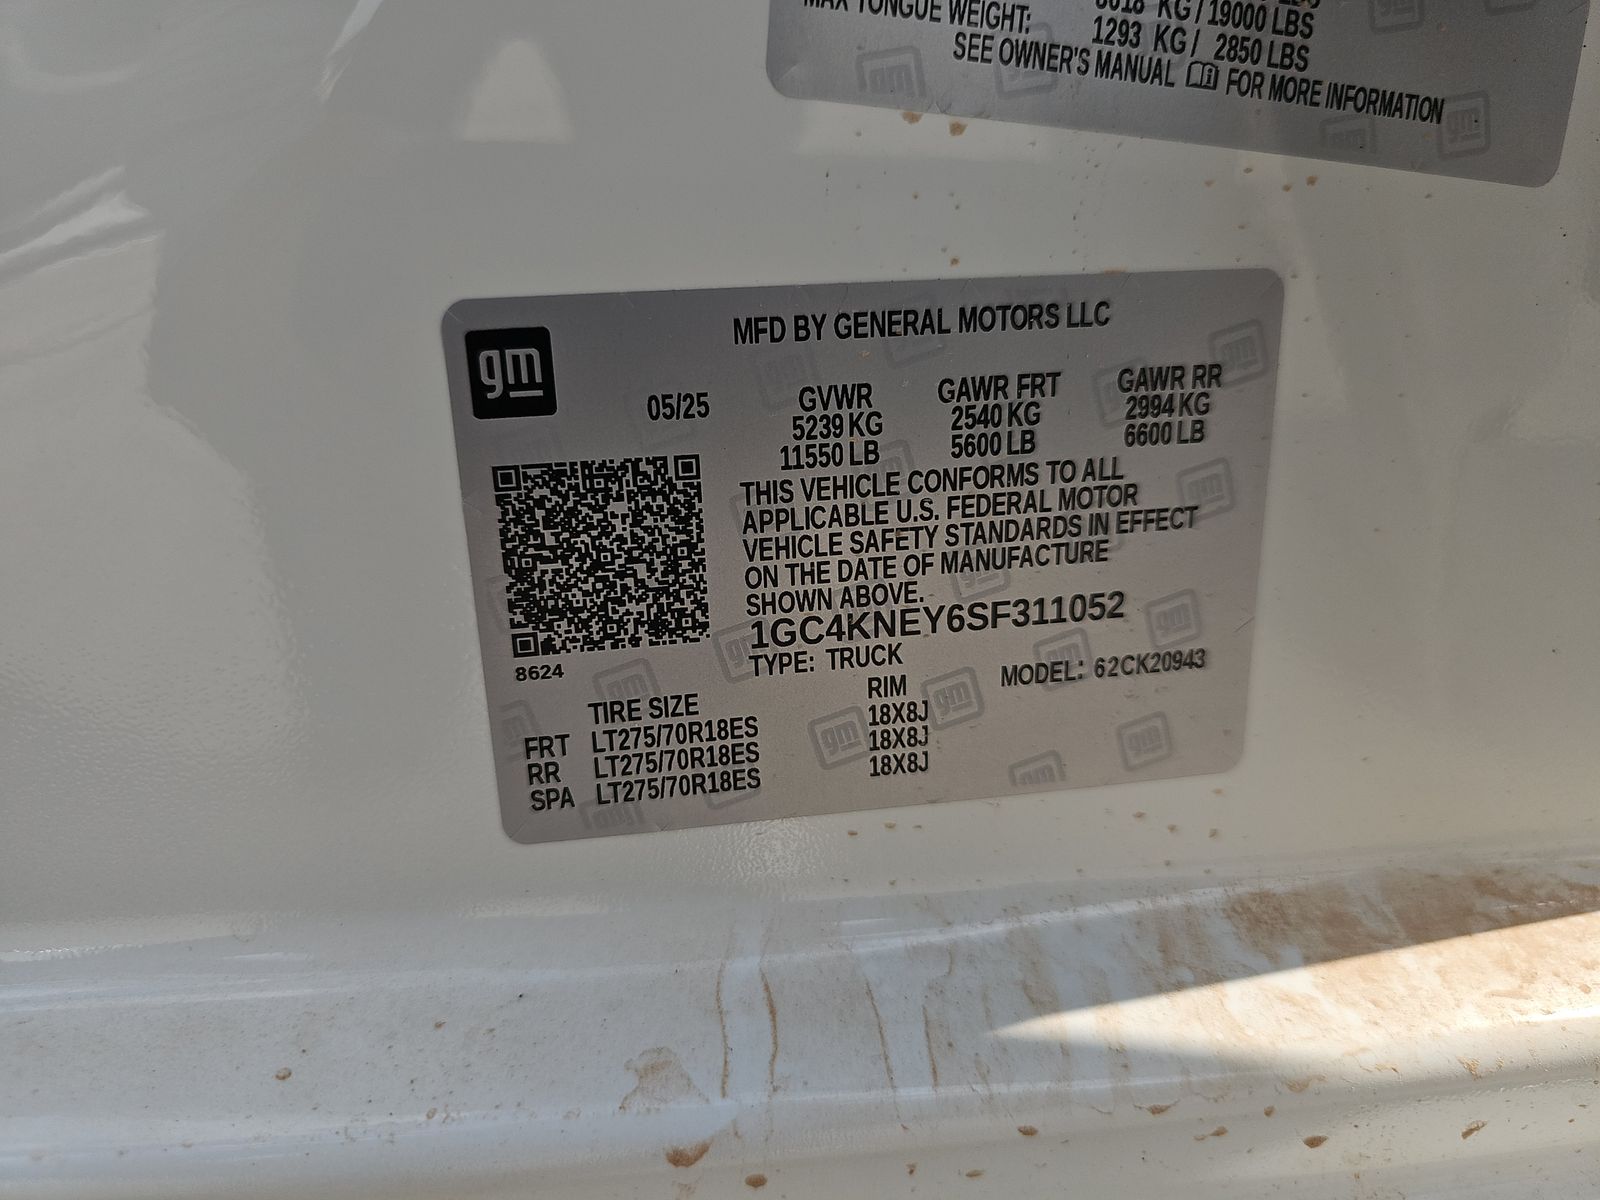 MAX TONGUE WEIGHT:
KG / 19000 LBS
1293 KG / 2850 LBS
SEE OWNER'S MANUAL FOR MORE INFORMATION
gm
MFD BY GENERAL MOTORS LLC
05/25
GVWR
5239 KG
11550 LB
GAWR FRT
2540 KG
5600 LB
GAWR RR
2994 KG
6600 LB
THIS VEHICLE CONFORMS TO ALL
APPLICABLE U.S. FEDERAL MOTOR
VEHICLE SAFETY STANDARDS IN EFFECT
ON THE DATE OF MANUFACTURE
SHOWN ABOVE.
1GC4KNEY6SF311052
TYPE: TRUCK
MODEL: 62CK20943
8624
TIRE SIZE RIM
FRT LT275/70R18ES 18X8J
RR LT275/70R18ES 18X8J
SPA LT275/70R18ES 18X8J